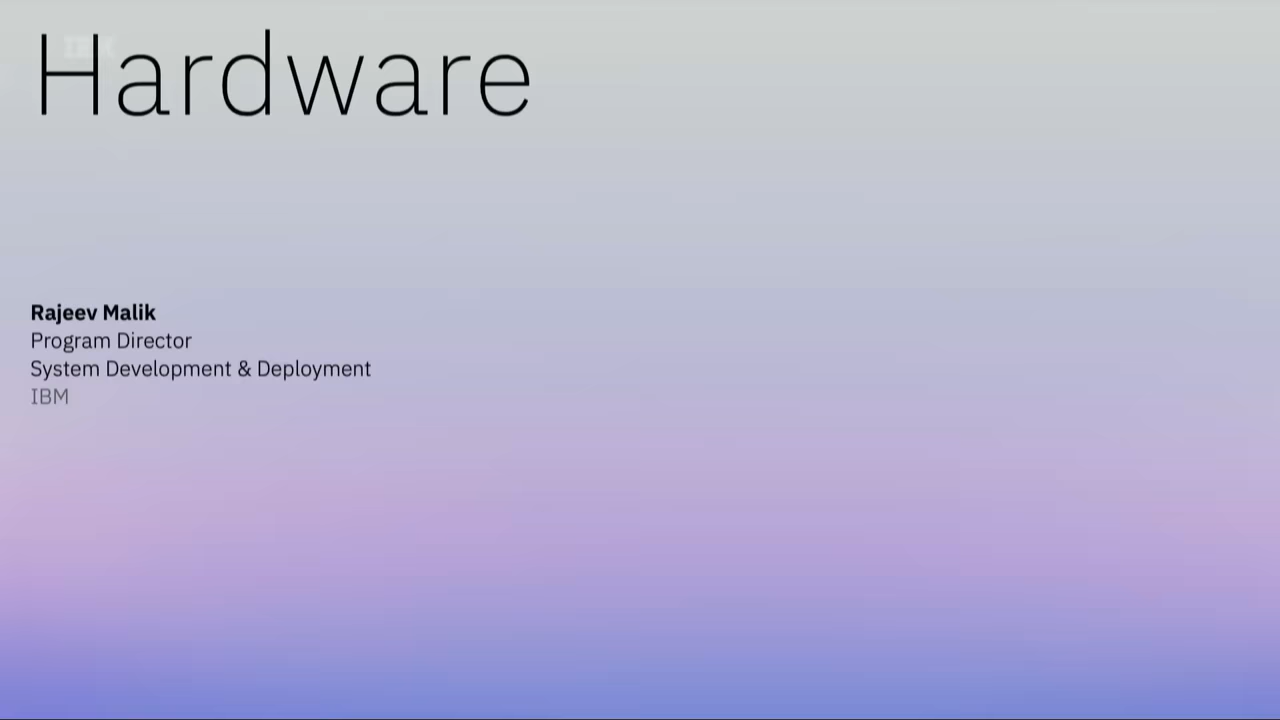 Hardware
Rajeev Malik
Program Director
System Development & Deployment
IBM